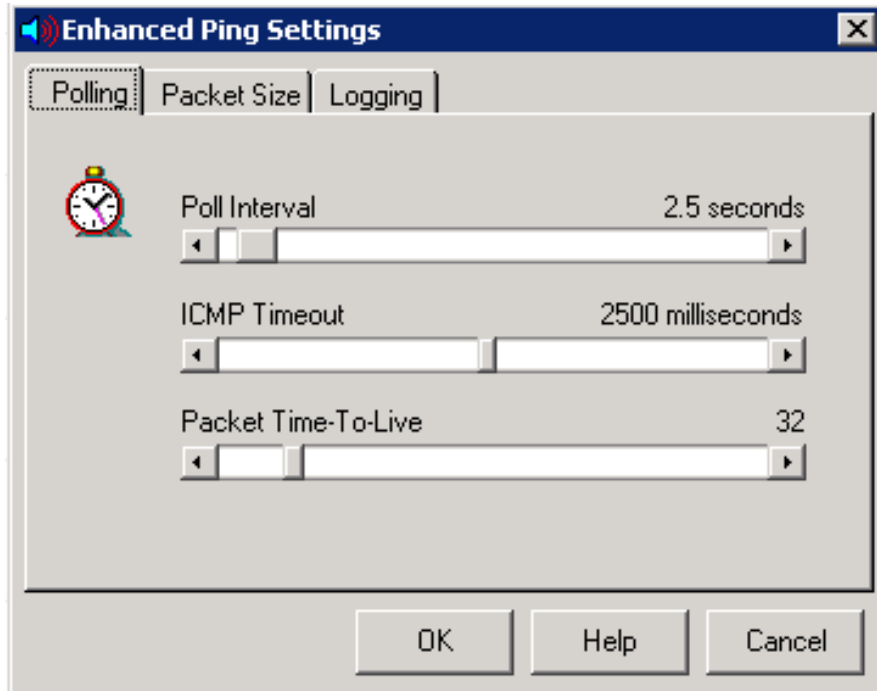 Enhanced Ping Settings
Polling Packet Size Logging
Poll Interval 2.5 seconds
ICMP Timeout 2500 milliseconds
Packet Time-To-Live 32
OK Help Cancel